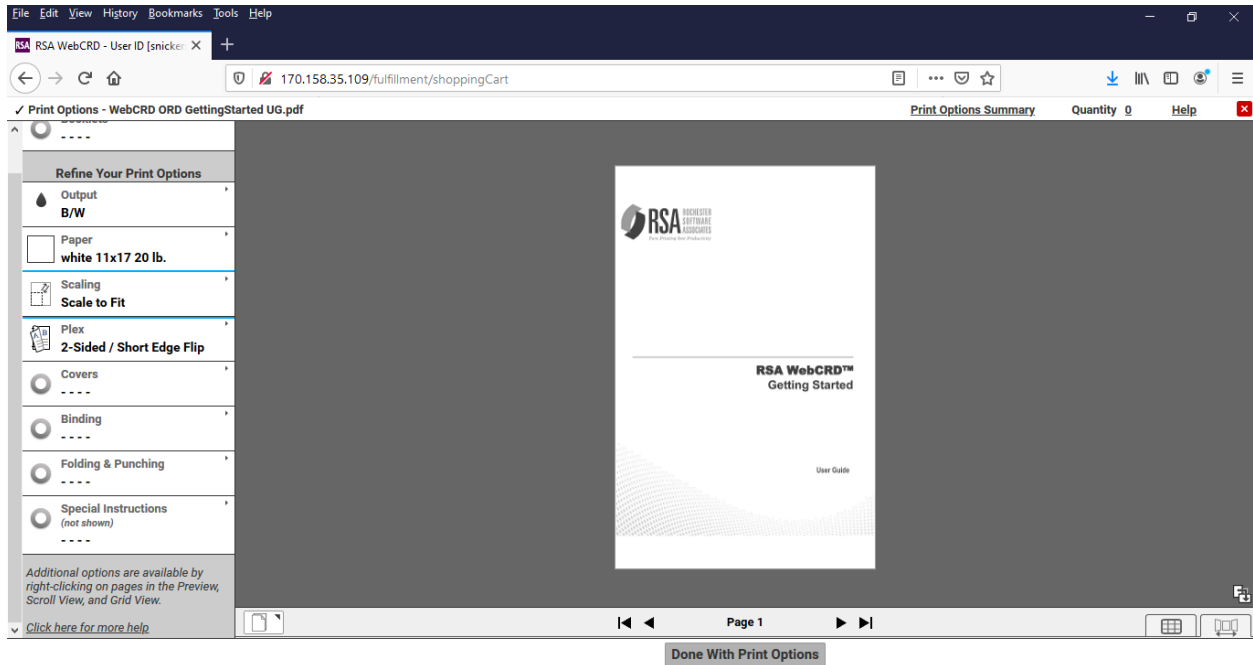 File Edit View History Bookmarks Tools Help
RSA WebCRD - User ID [snicker
170.158.35.109/fulfillment/shoppingCart
✓ Print Options - WebCRD ORD GettingStarted UG.pdf Print Options Summary Quantity 0 Help
- - - -
Refine Your Print Options
Output
B/W
Paper
white 11x17 20 lb.
Scaling
Scale to Fit
Plex
2-Sided / Short Edge Flip
Covers
- - - -
Binding
- - - -
Folding & Punching
- - - -
Special Instructions
(not shown)
- - - -
Additional options are available by
right-clicking on pages in the Preview,
Scroll View, and Grid View.
Click here for more help
RSA ROCHESTER
SOFTWARE
ASSOCIATES
RSA WebCRD™
Getting Started
User Guide
Page 1
Done With Print Options